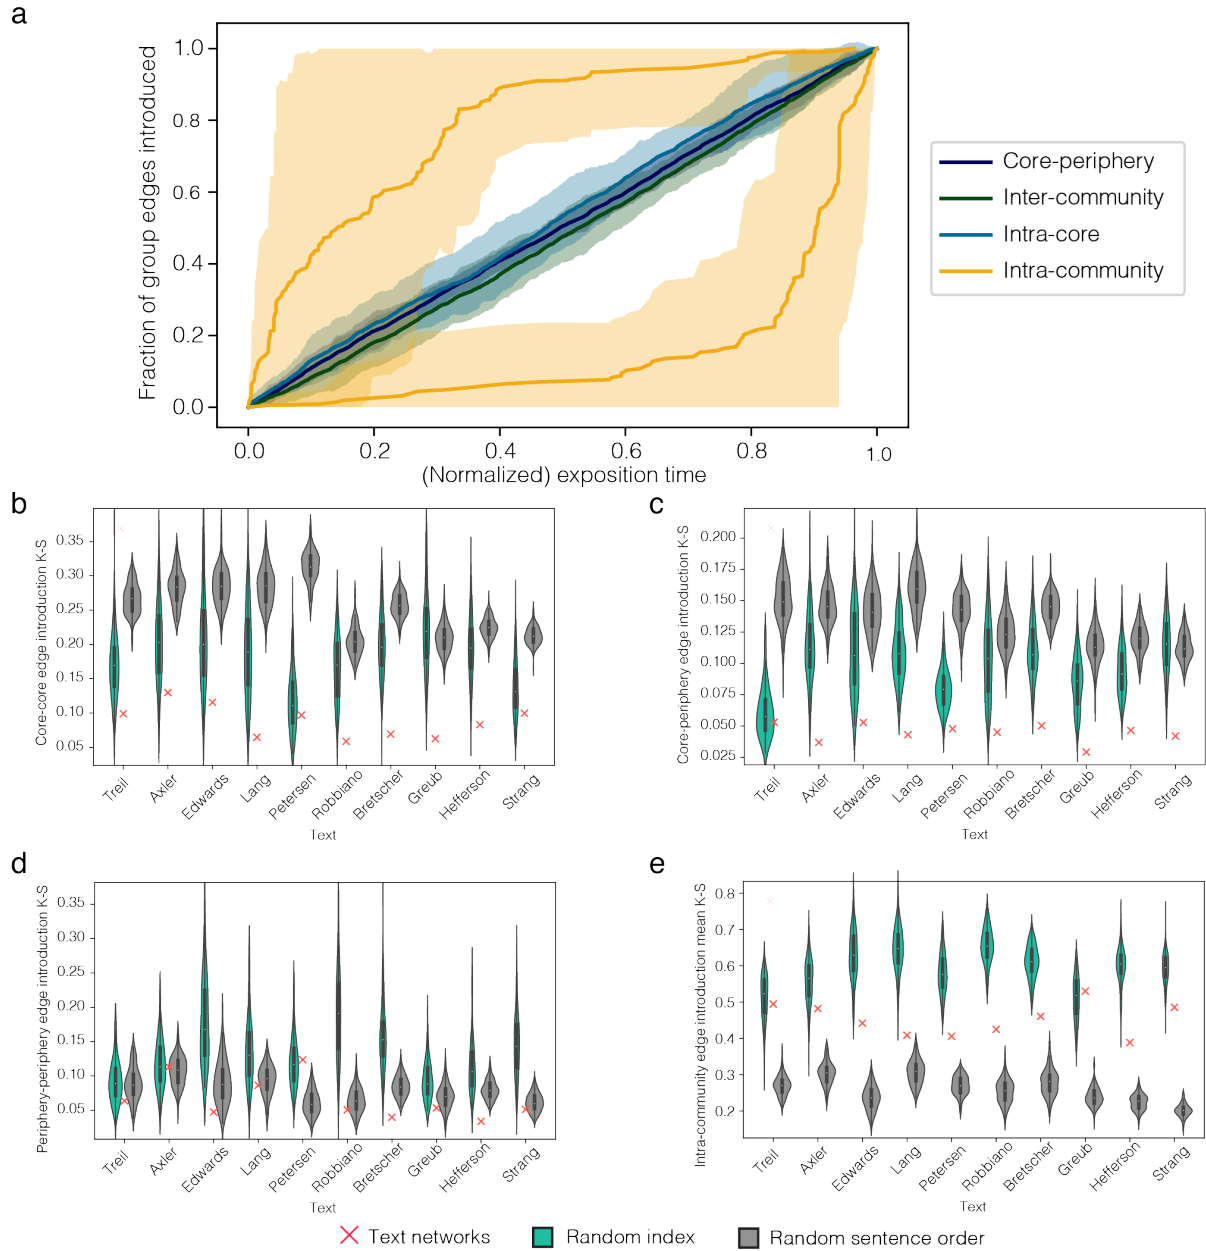 a
Fraction of group edges introduced
1.0
0.8
0.6
0.4
0.2
0.0
0.0 0.2 0.4 0.6 0.8 1.0
(Normalized) exposition time
Core-periphery
Inter-community
Intra-core
Intra-community
b
Core-core edge introduction K-S
0.35
0.30
0.25
0.20
0.15
0.10
0.05
Treil Axler Edwards Lang Petersen Robbiano Bretscher Greub Hefferson Strang
Text
c
Core-periphery edge introduction K-S
0.200
0.175
0.150
0.125
0.100
0.075
0.050
0.025
Treil Axler Edwards Lang Petersen Robbiano Bretscher Greub Hefferson Strang
Text
d
Periphery-periphery edge introduction K-S
0.35
0.30
0.25
0.20
0.15
0.10
0.05
Treil Axler Edwards Lang Petersen Robbiano Bretscher Greub Hefferson Strang
Text
e
Intra-community edge introduction mean K-S
0.8
0.7
0.6
0.5
0.4
0.3
0.2
Treil Axler Edwards Lang Petersen Robbiano Bretscher Greub Hefferson Strang
Text
Text networks Random index Random sentence order